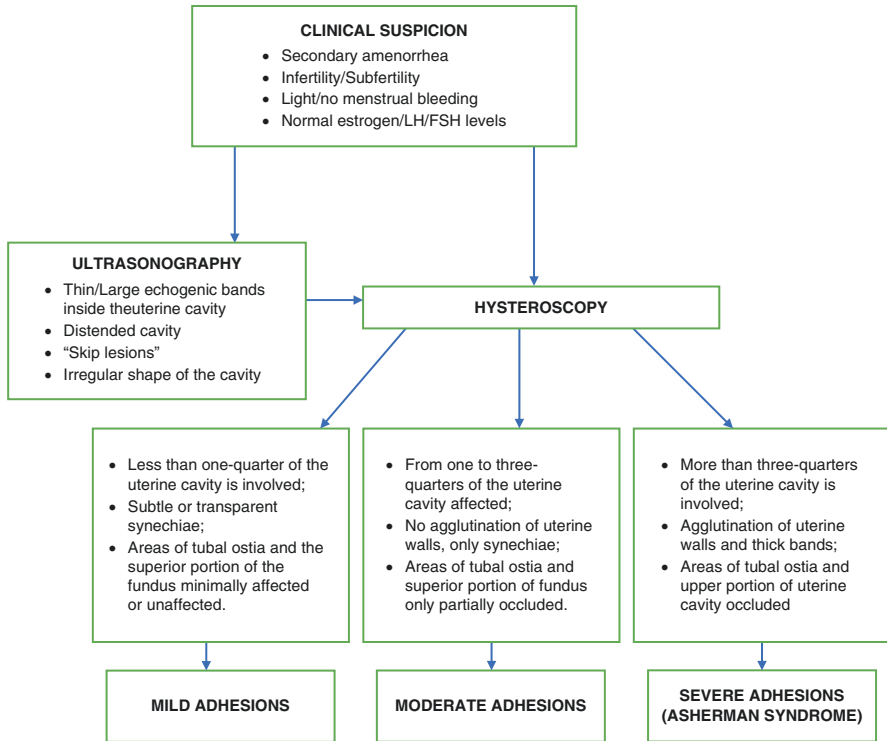 CLINICAL SUSPICION
• Secondary amenorrhea
• Infertility/Subfertility
• Light/no menstrual bleeding
• Normal estrogen/LH/FSH levels
ULTRASONOGRAPHY
• Thin/Large echogenic bands
inside theuterine cavity
• Distended cavity
• “Skip lesions”
• Irregular shape of the cavity
HYSTEROSCOPY
• Less than one-quarter of the
uterine cavity is involved;
• Subtle or transparent
synechiae;
• Areas of tubal ostia and the
superior portion of the
fundus minimally affected
or unaffected.
• From one to three-
quarters of the uterine
cavity affected;
• No agglutination of uterine
walls, only synechiae;
• Areas of tubal ostia and
superior portion of fundus
only partially occluded.
• More than three-quarters
of the uterine cavity is
involved;
• Agglutination of uterine
walls and thick bands;
• Areas of tubal ostia and
upper portion of uterine
cavity occluded
MILD ADHESIONS
MODERATE ADHESIONS
SEVERE ADHESIONS
(ASHERMAN SYNDROME)